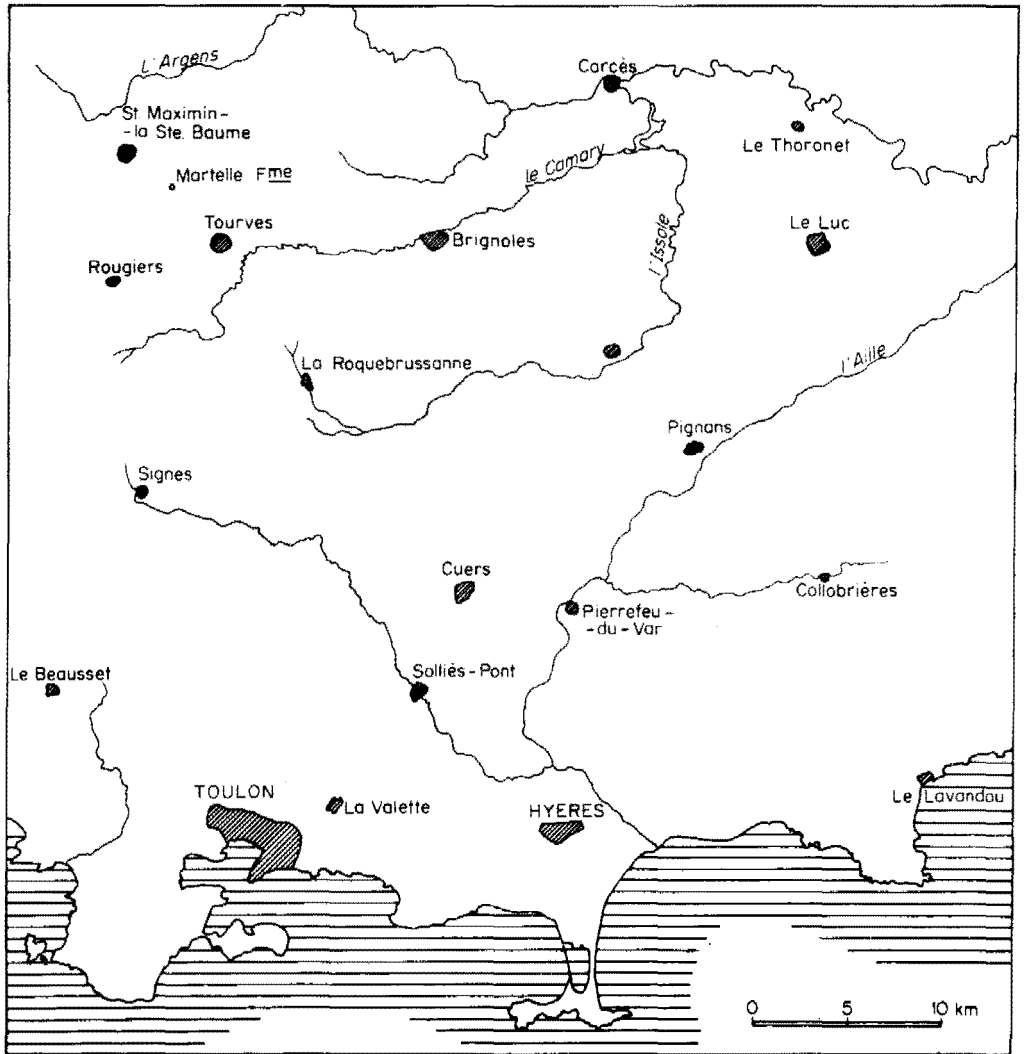 L'Argens
Carcès
St. Maximin-
-la Ste. Baume
Le Thoronet
le Camary
Martelle Fme
Tourves
Brignoles
Le Luc
l'Issole
Rougiers
La Roquebrussanne
l'Aille
Pignans
Signes
Cuers
Collobrières
Pierrefeu-
-du-Var
Le Beausset
Solliès-Pont
TOULON
La Valette
HYERES
Le Lavandou
0 5 10 km